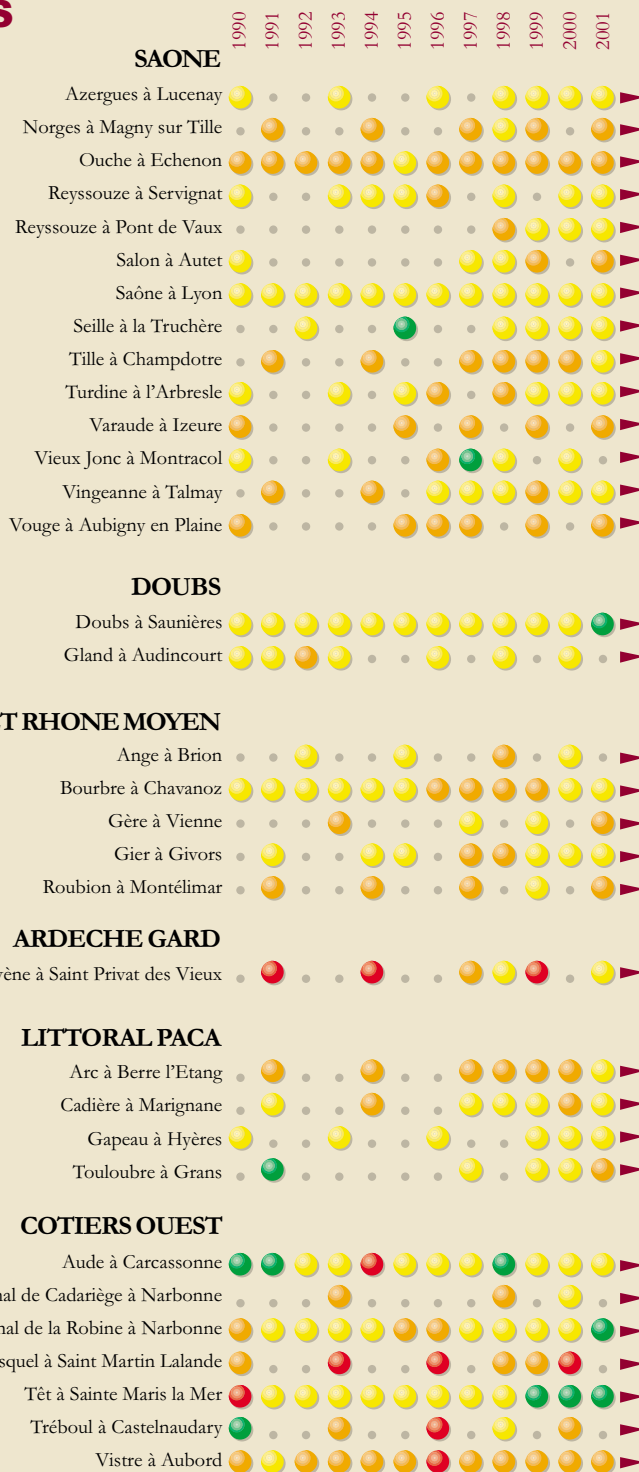 s
1990 1991 1992 1993 1994 1995 1996 1997 1998 1999 2000 2001
SAONE
Azergues à Lucenay
Norges à Magny sur Tille
Ouche à Echenon
Reyssouze à Servignat
Reyssouze à Pont de Vaux
Salon à Autet
Saône à Lyon
Seille à la Truchère
Tille à Champdotre
Turdine à l'Arbresle
Varaude à Izeure
Vieux Jonc à Montracol
Vingeanne à Talmay
Vouge à Aubigny en Plaine
DOUBS
Doubs à Saunières
Gland à Audincourt
ET RHONE MOYEN
Ange à Brion
Bourbre à Chavanoz
Gère à Vienne
Gier à Givors
Roubion à Montélimar
ARDECHE GARD
ène à Saint Privat des Vieux
LITTORAL PACA
Arc à Berre l'Etang
Cadière à Marignane
Gapeau à Hyères
Touloubre à Grans
COTIERS OUEST
Aude à Carcassonne
nal de Cadariège à Narbonne
nal de la Robine à Narbonne
squel à Saint Martin Lalande
Têt à Sainte Maris la Mer
Tréboul à Castelnaudary
Vistre à Aubord